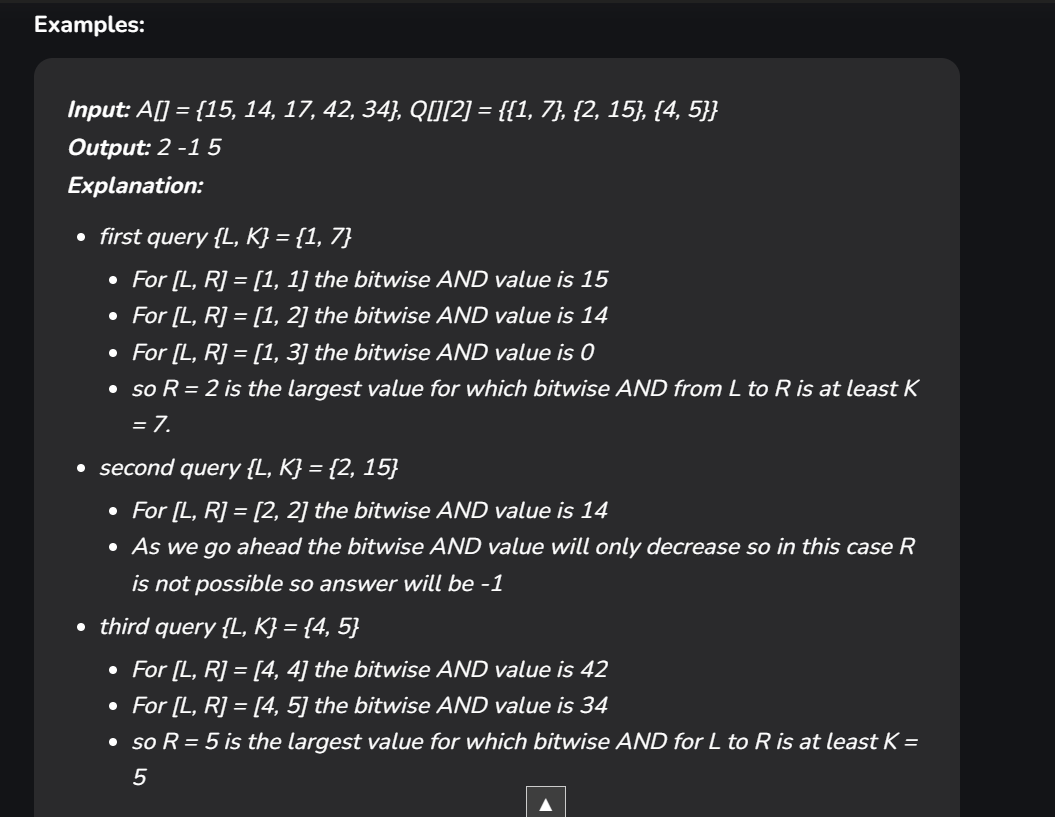 Examples:
Input: A[] = {15, 14, 17, 42, 34}, Q[][2] = {{1, 7}, {2, 15}, {4, 5}}
Output: 2 -1 5
Explanation:
• first query {L, K} = {1, 7}
• For [L, R] = [1, 1] the bitwise AND value is 15
• For [L, R] = [1, 2] the bitwise AND value is 14
• For [L, R] = [1, 3] the bitwise AND value is 0
• so R = 2 is the largest value for which bitwise AND from L to R is at least K
= 7.
• second query {L, K} = {2, 15}
• For [L, R] = [2, 2] the bitwise AND value is 14
• As we go ahead the bitwise AND value will only decrease so in this case R
is not possible so answer will be -1
• third query {L, K} = {4, 5}
• For [L, R] = [4, 4] the bitwise AND value is 42
• For [L, R] = [4, 5] the bitwise AND value is 34
• so R = 5 is the largest value for which bitwise AND for L to R is at least K =
5